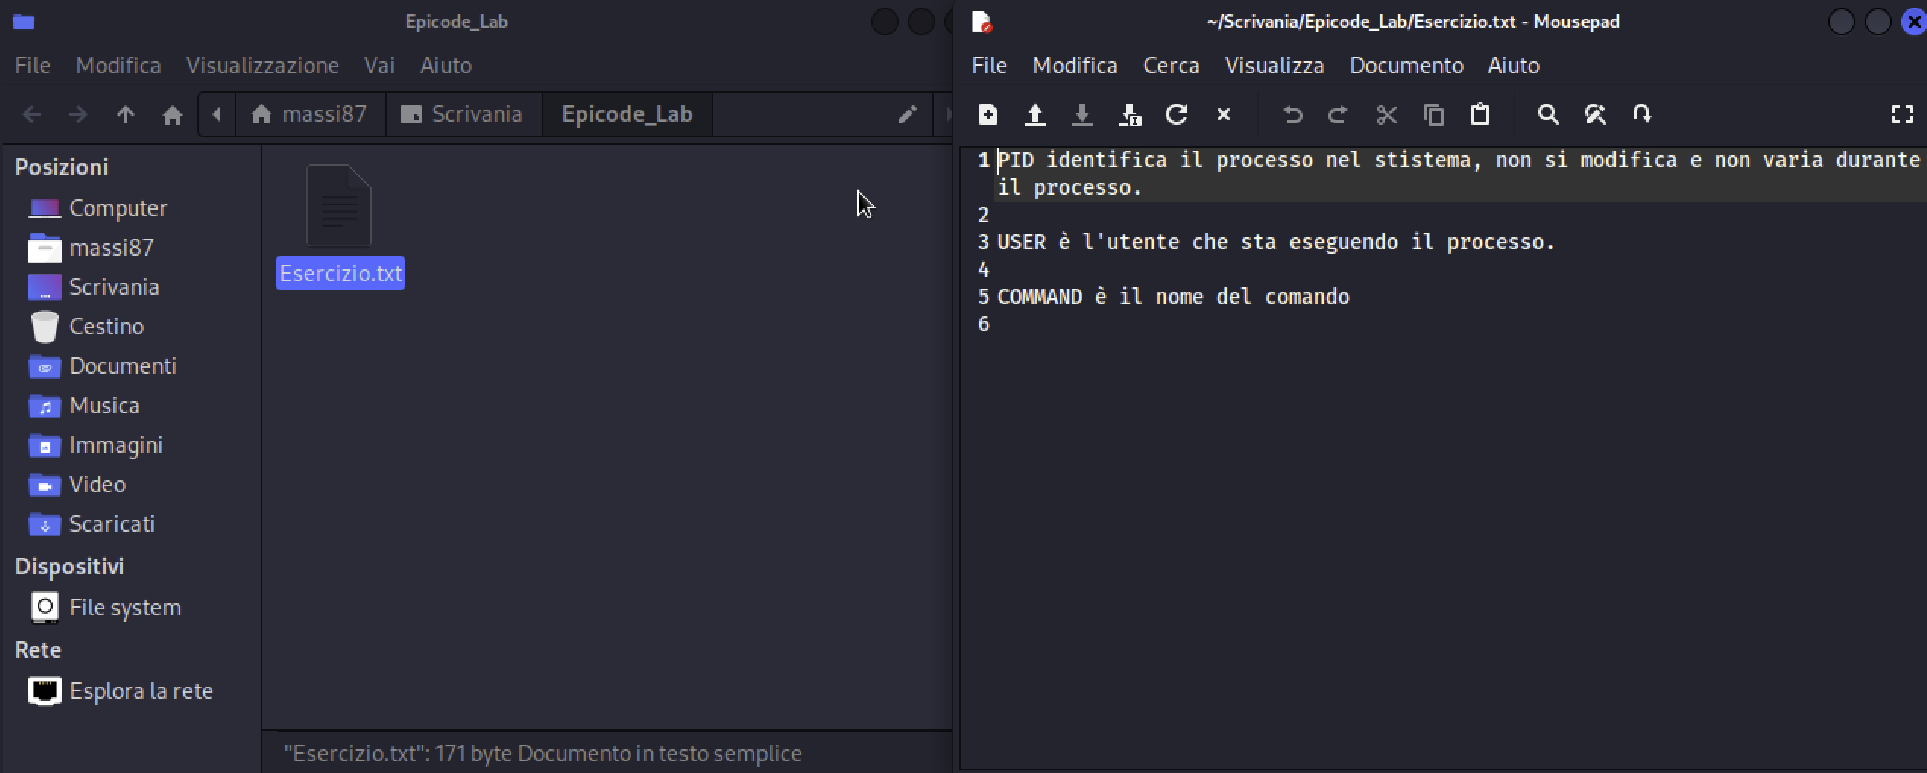 Epicode_Lab
File Modifica Visualizzazione Vai Aiuto
massi87 Scrivania Epicode_Lab
Posizioni
Computer
massi87
Scrivania
Cestino
Documenti
Musica
Immagini
Video
Scaricati
Dispositivi
File system
Rete
Esplora la rete
Esercizio.txt
"Esercizio.txt": 171 byte Documento in testo semplice
~/Scrivania/Epicode_Lab/Esercizio.txt - Mousepad
File Modifica Cerca Visualizza Documento Aiuto
1 PID identifica il processo nel stistema, non si modifica e non varia durante
il processo.
2
3 USER è l'utente che sta eseguendo il processo.
4
5 COMMAND è il nome del comando
6